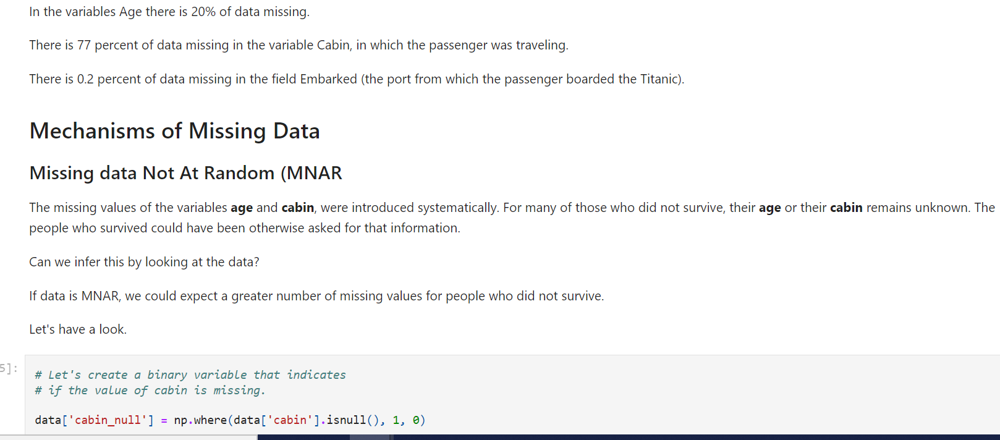 In the variables Age there is 20% of data missing.
There is 77 percent of data missing in the variable Cabin, in which the passenger was traveling.
There is 0.2 percent of data missing in the field Embarked (the port from which the passenger boarded the Titanic).
Mechanisms of Missing Data
Missing data Not At Random (MNAR
The missing values of the variables age and cabin, were introduced systematically. For many of those who did not survive, their age or their cabin remains unknown. The
people who survived could have been otherwise asked for that information.
Can we infer this by looking at the data?
If data is MNAR, we could expect a greater number of missing values for people who did not survive.
Let's have a look.
5]:
# Let's create a binary variable that indicates
# if the value of cabin is missing.
data['cabin_null'] = np.where(data['cabin'].isnull(), 1, 0)